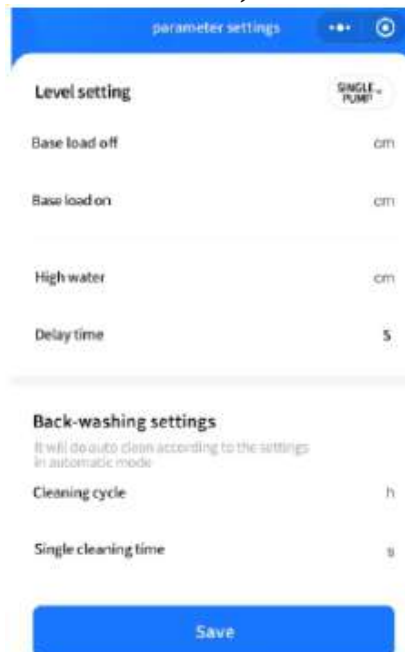 parameter settings
Level setting
SINGLE
PUMP
Base load off
cm
Base load on
cm
High water
cm
Delay time
s
Back-washing settings
It will do auto clean according to the settings
in automatic mode
Cleaning cycle
h
Single cleaning time
s
Save